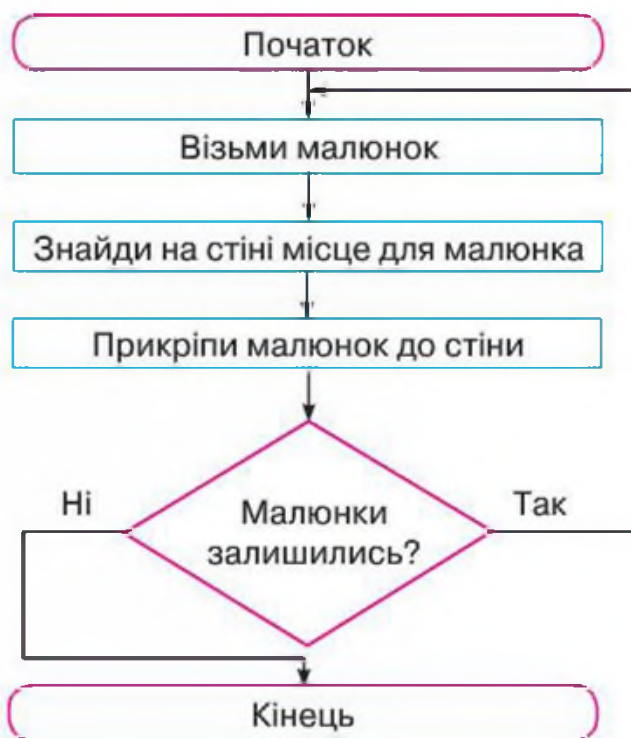 Початок
Візьми малюнок
Знайди на стіні місце для малюнка
Прикріпи малюнок до стіни
Ні
Малюнки
залишились?
Так
Кінець